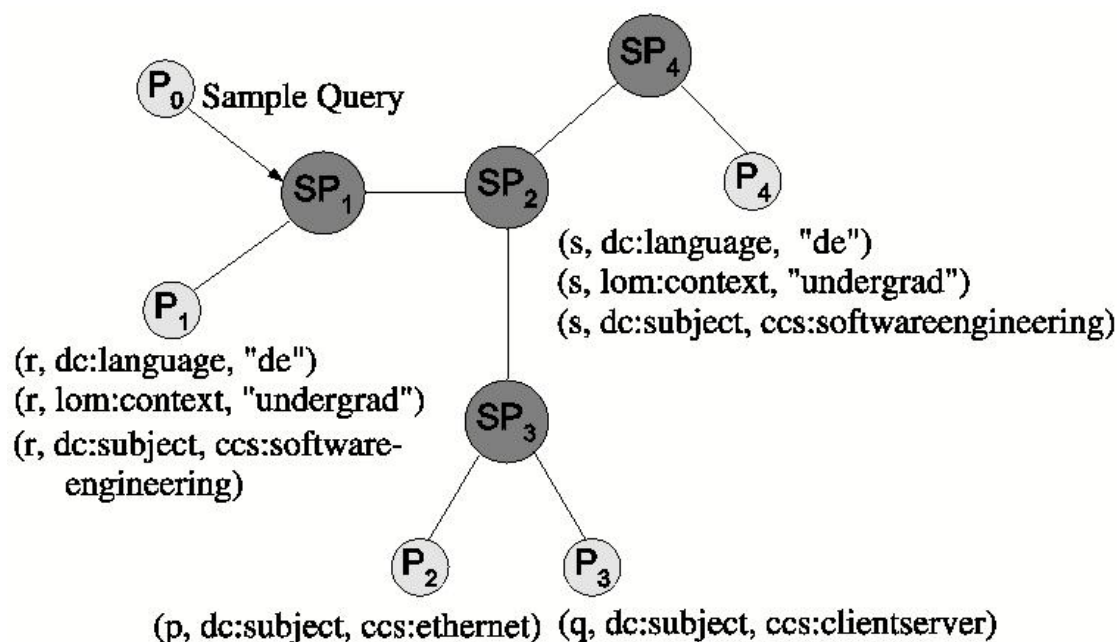 SP4
P0
Sample Query
SP1
SP2
P4
(s, dc:language, "de")
(s, lom:context, "undergrad")
(s, dc:subject, ccs:softwareengineering)
P1
(r, dc:language, "de")
(r, lom:context, "undergrad")
(r, dc:subject, ccs:software-
engineering)
SP3
P2
P3
(p, dc:subject, ccs:ethernet)
(q, dc:subject, ccs:clientserver)